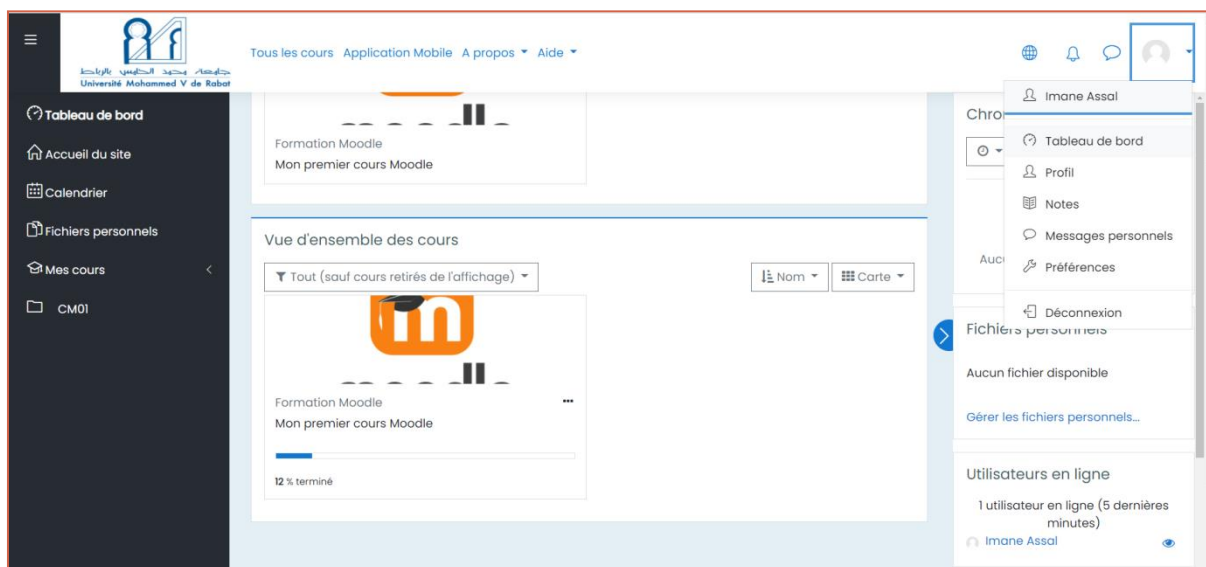 جامعة محمد الخامس بالرباط
Université Mohammed V de Rabat
Tous les cours Application Mobile A propos Aide
Imane Assal
Tableau de bord
Profil
Notes
Messages personnels
Préférences
Déconnexion
Tableau de bord
Accueil du site
Calendrier
Fichiers personnels
Mes cours
CM01
Formation Moodle
Mon premier cours Moodle
Vue d'ensemble des cours
Tout (sauf cours retirés de l'affichage)
Nom
Carte
m
Formation Moodle
Mon premier cours Moodle
12 % terminé
Chro
Auc
Fichiers personnels
Aucun fichier disponible
Gérer les fichiers personnels...
Utilisateurs en ligne
1 utilisateur en ligne (5 dernières
minutes)
Imane Assal